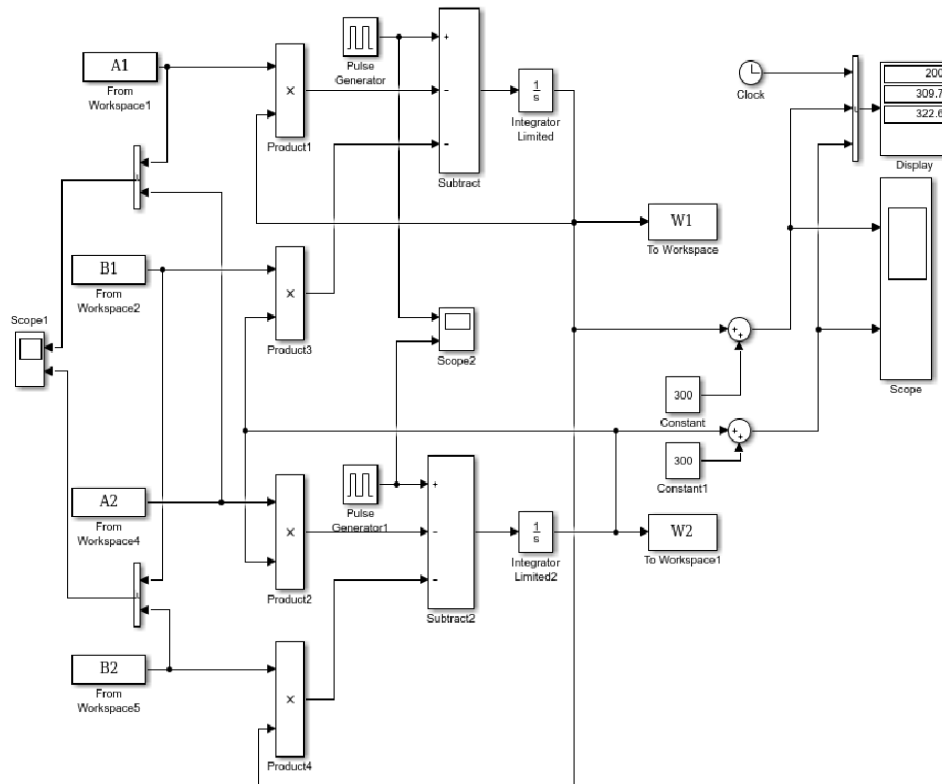 A1
From
Workspace1
Pulse
Generator
×
Product1
+
−
−
Subtract
1
s
Integrator
Limited
Clock
200
309.7
322.6
Display
W1
To Workspace
B1
From
Workspace2
×
Product3
Scope1
Scope2
+
+
300
Constant
Scope
+
+
300
Constant1
A2
From
Workspace4
Pulse
Generator1
×
Product2
+
−
−
Subtract2
1
s
Integrator
Limited2
W2
To Workspace1
B2
From
Workspace5
×
Product4